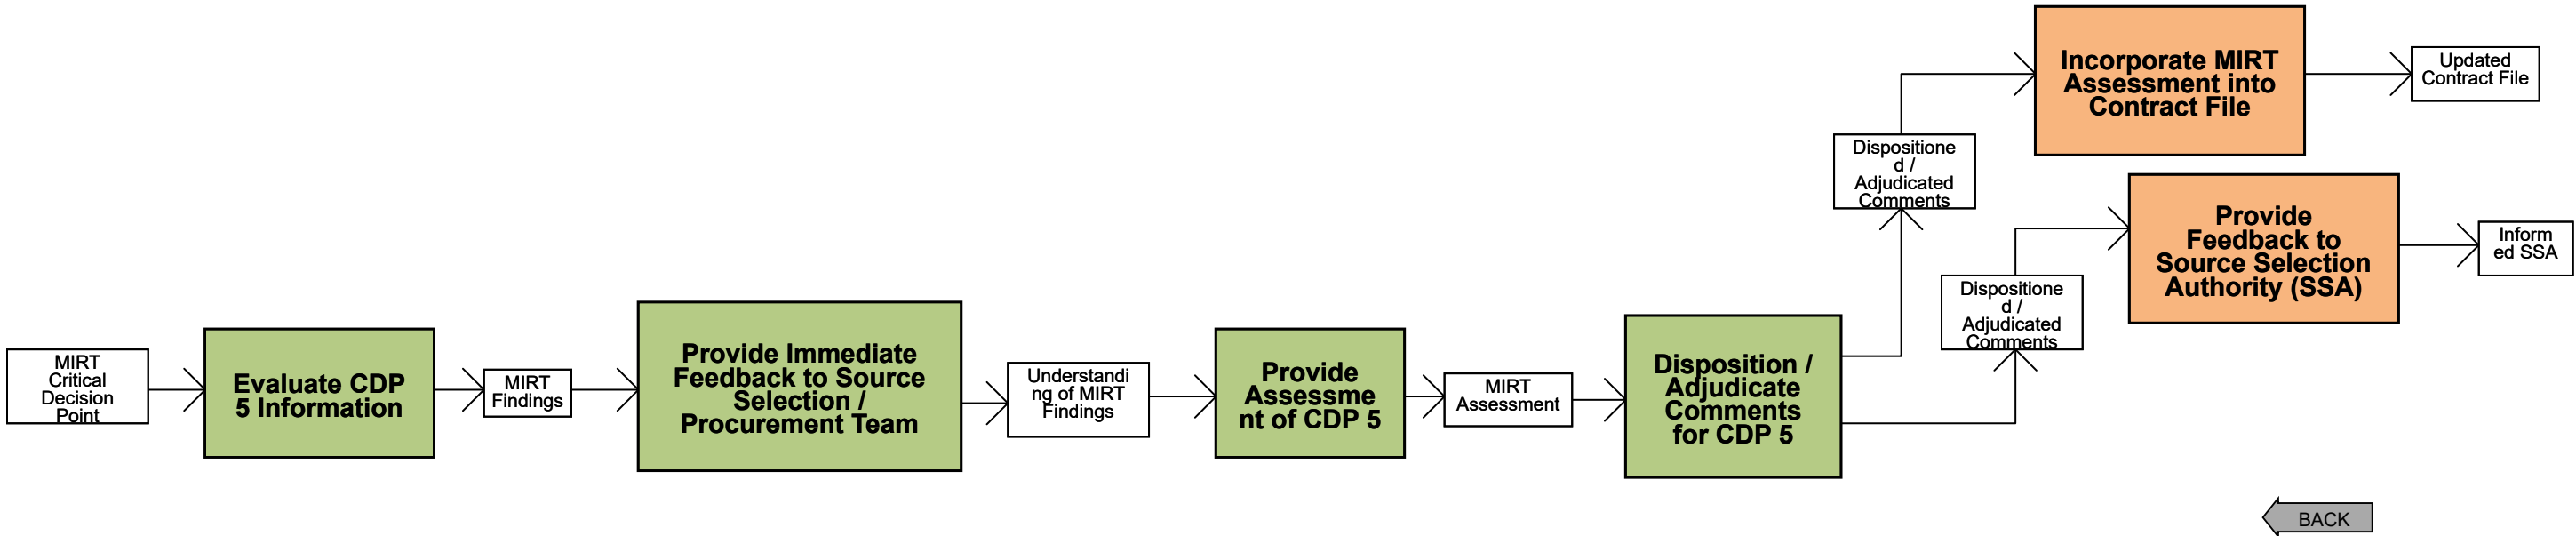 MIRT
Critical
Decision
Point
Evaluate CDP
5 Information
MIRT
Findings
Provide Immediate
Feedback to Source
Selection /
Procurement Team
Understandi
ng of MIRT
Findings
Provide
Assessme
nt of CDP 5
MIRT
Assessment
Disposition /
Adjudicate
Comments
for CDP 5
Dispositione
d /
Adjudicated
Comments
Incorporate MIRT
Assessment into
Contract File
Updated
Contract File
Dispositione
d /
Adjudicated
Comments
Provide
Feedback to
Source Selection
Authority (SSA)
Inform
ed SSA
BACK